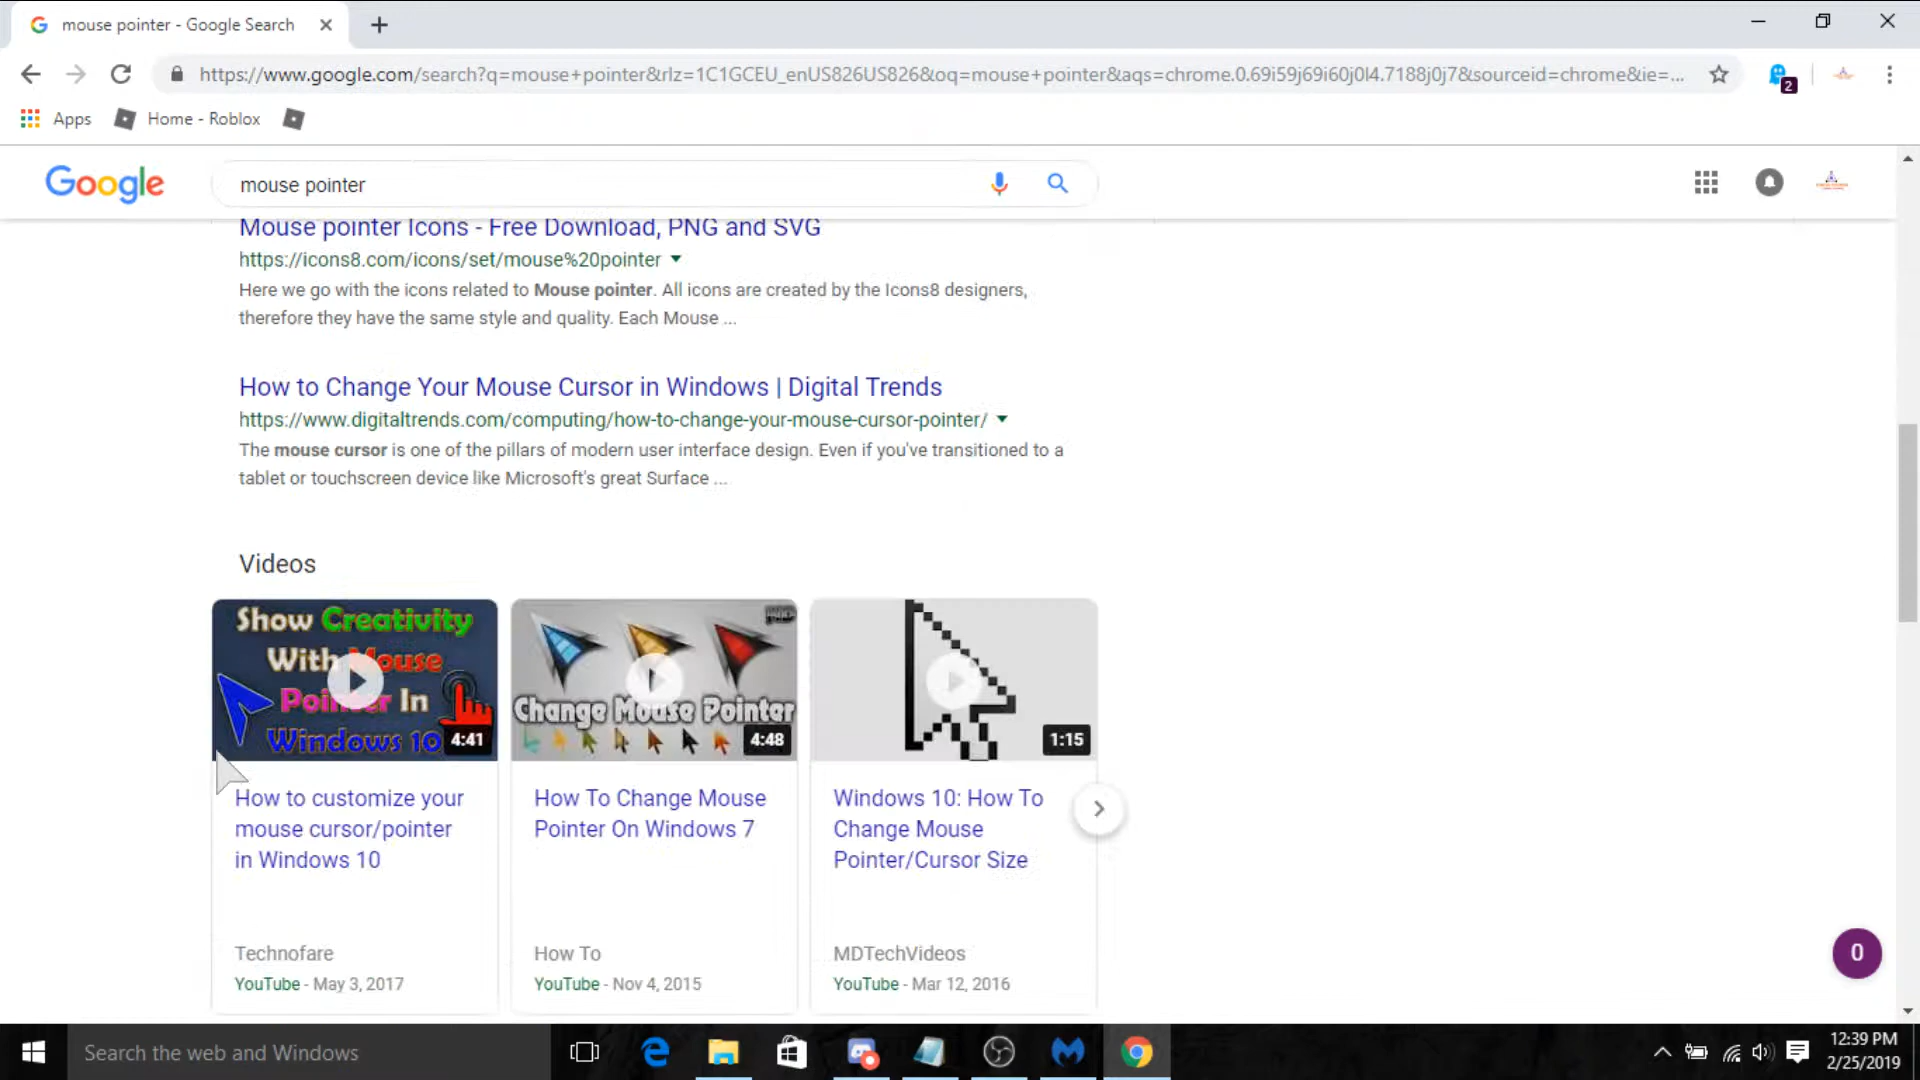 mouse pointer - Google Search
https://www.google.com/search?q=mouse+pointer&rlz=1C1GCEU_enUS826US826&oq=mouse+pointer&aqs=chrome.0.69i59j69i60j0l4.7188j0j7&sourceid=chrome&ie=...
2
Apps
Home - Roblox
Google
mouse pointer
Mouse pointer Icons - Free Download, PNG and SVG
https://icons8.com/icons/set/mouse%20pointer
Here we go with the icons related to Mouse pointer. All icons are created by the Icons8 designers,
therefore they have the same style and quality. Each Mouse ...
How to Change Your Mouse Cursor in Windows | Digital Trends
https://www.digitaltrends.com/computing/how-to-change-your-mouse-cursor-pointer/
The mouse cursor is one of the pillars of modern user interface design. Even if you've transitioned to a
tablet or touchscreen device like Microsoft's great Surface ...
Videos
Show Creativity
With Mouse
Pointer In
Windows 10
4:41
Change Mouse Pointer
4:48
1:15
How to customize your
mouse cursor/pointer
in Windows 10
Technofare
YouTube - May 3, 2017
How To Change Mouse
Pointer On Windows 7
How To
YouTube - Nov 4, 2015
Windows 10: How To
Change Mouse
Pointer/Cursor Size
MDTechVideos
YouTube - Mar 12, 2016
0
Search the web and Windows
12:39 PM
2/25/2019